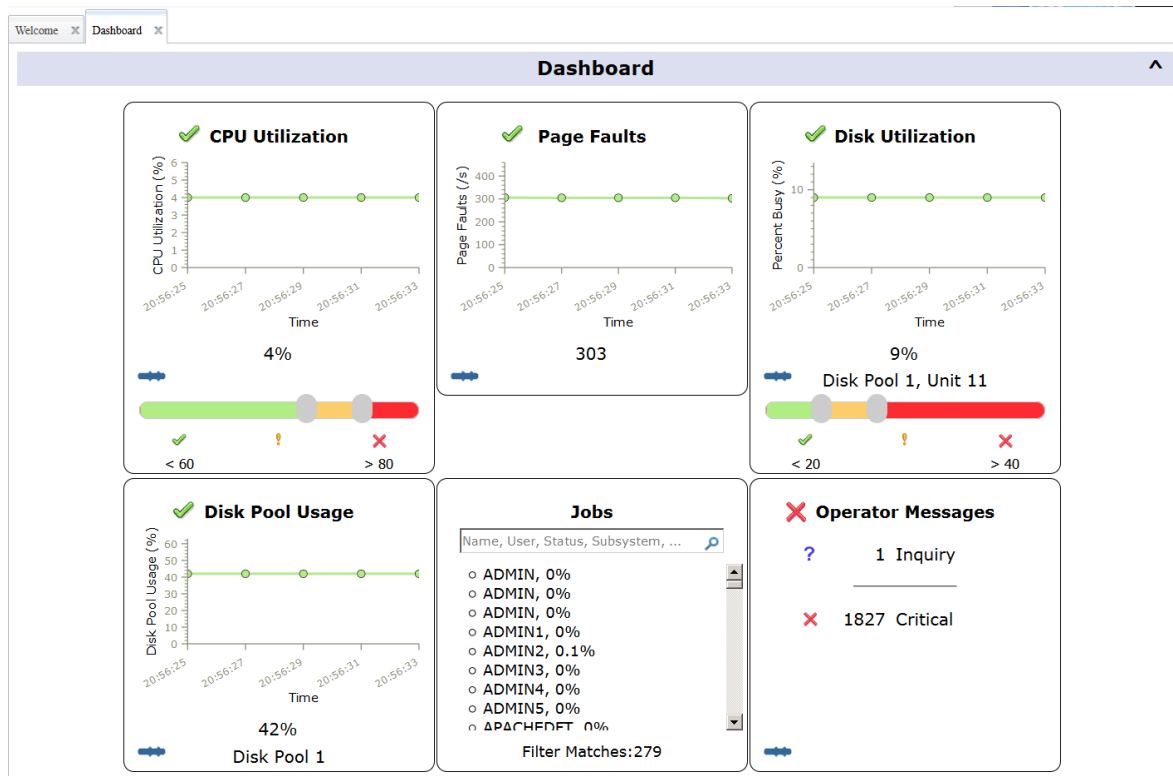 Welcome
Dashboard
Dashboard
CPU Utilization
CPU Utilization (%)
6
5
4
3
2
1
0
20:56:25
20:56:27
20:56:29
20:56:31
20:56:33
Time
4%
< 60
> 80
Page Faults
Page Faults (/s)
400
300
200
100
0
20:56:25
20:56:27
20:56:29
20:56:31
20:56:33
Time
303
Disk Utilization
Percent Busy (%)
10
0
20:56:25
20:56:27
20:56:29
20:56:31
20:56:33
Time
9%
Disk Pool 1, Unit 11
< 20
> 40
Disk Pool Usage
Disk Pool Usage (%)
60
50
40
30
20
10
0
20:56:25
20:56:27
20:56:29
20:56:31
20:56:33
Time
42%
Disk Pool 1
Jobs
Name, User, Status, Subsystem, ...
ADMIN, 0%
ADMIN, 0%
ADMIN, 0%
ADMIN1, 0%
ADMIN2, 0.1%
ADMIN3, 0%
ADMIN4, 0%
ADMIN5, 0%
APACHEDFT, 0%
Filter Matches:279
Operator Messages
? 1 Inquiry
1827 Critical